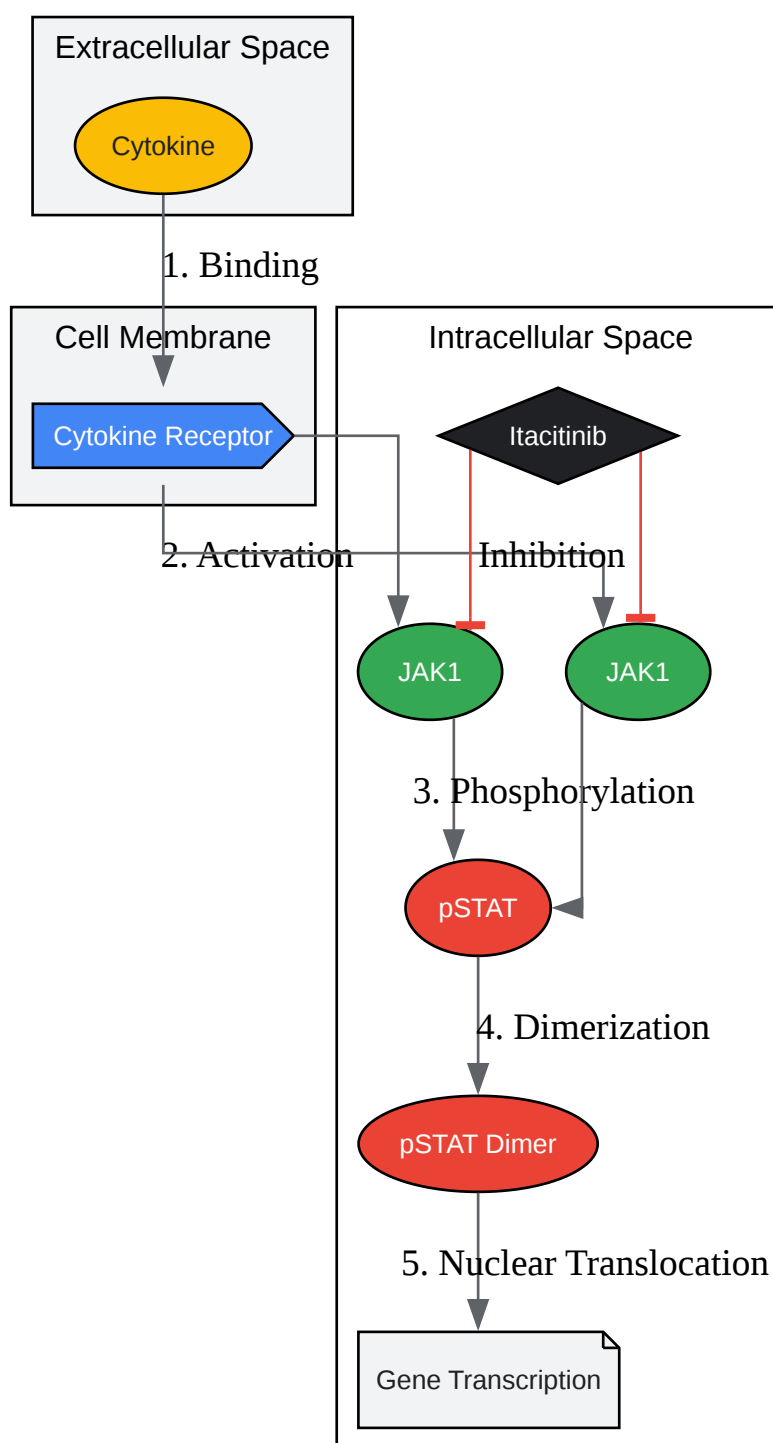 Extracellular Space
Cytokine
1. Binding
Cell Membrane
Intracellular Space
Cytokine Receptor
Itacitinib
2. Activation
Inhibition
JAK1
JAK1
3. Phosphorylation
pSTAT
4. Dimerization
pSTAT Dimer
5. Nuclear Translocation
Gene Transcription